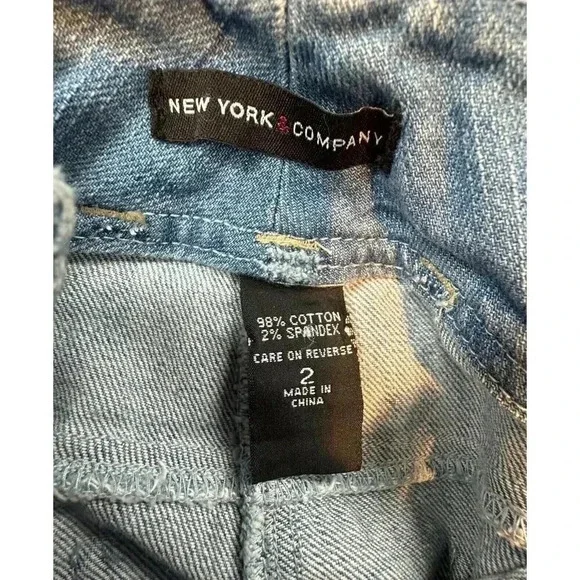 NEW YORK & COMPANY
98% COTTON
2% SPANDEX
CARE ON REVERSE
2
MADE IN
CHINA